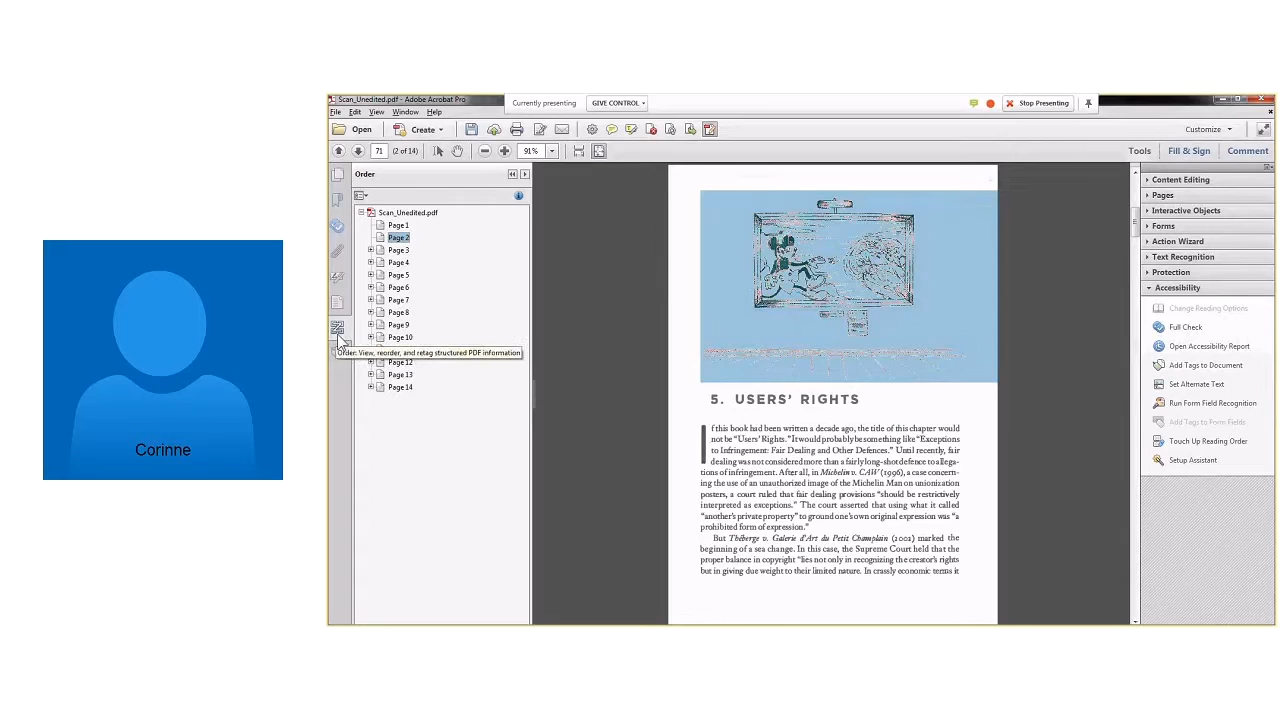 Corinne
Scan_Unedited.pdf - Adobe Acrobat Pro
Currently presenting
GIVE CONTROL
Stop Presenting
File Edit View Window Help
Open
Create
Customize
71
(2 of 14)
91%
Tools
Fill & Sign
Comment
Order
Scan_Unedited.pdf
Page 1
Page 2
Page 3
Page 4
Page 5
Page 6
Page 7
Page 8
Page 9
Page 10
Order: View, reorder, and retag structured PDF information
Page 12
Page 13
Page 14
5. USERS' RIGHTS
If this book had been written a decade ago, the title of this chapter would
not be "Users' Rights." It would probably be something like "Exceptions
to Infringement: Fair Dealing and Other Defences." Until recently, fair
dealing was not considered more than a fairly long-shot defence to allega-
tions of infringement. After all, in Michelin v. CAW (1996), a case concern-
ing the use of an unauthorized image of the Michelin Man on unionization
posters, a court ruled that fair dealing provisions "should be restrictively
interpreted as exceptions." The court asserted that using what it called
"another's private property" to ground one's own original expression was "a
prohibited form of expression."
But Théberge v. Galerie d'Art du Petit Champlain (2002) marked the
beginning of a sea change. In this case, the Supreme Court held that the
proper balance in copyright "lies not only in recognizing the creator's rights
but in giving due weight to their limited nature. In crassly economic terms it
Content Editing
Pages
Interactive Objects
Forms
Action Wizard
Text Recognition
Protection
Accessibility
Change Reading Options
Full Check
Open Accessibility Report
Add Tags to Document
Set Alternate Text
Run Form Field Recognition
Add Tags to Form Fields
Touch Up Reading Order
Setup Assistant